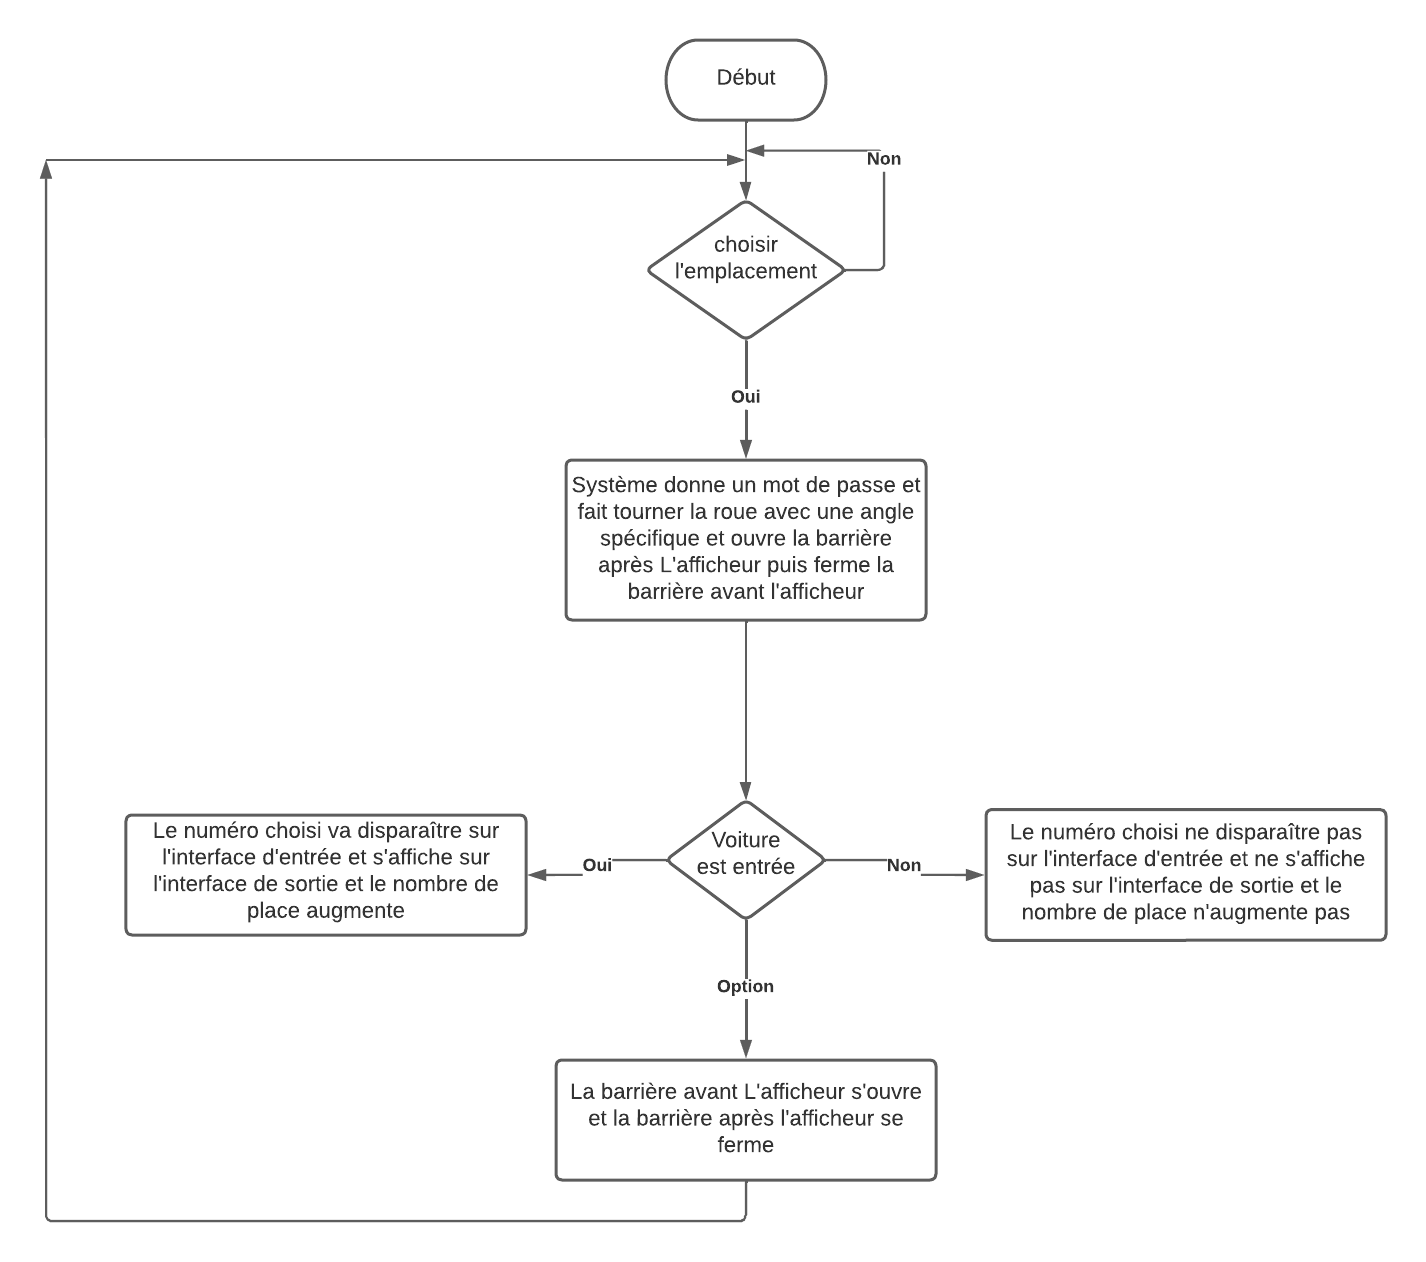 Début
Non
choisir
l'emplacement
Oui
Système donne un mot de passe et
fait tourner la roue avec une angle
spécifique et ouvre la barrière
après L'afficheur puis ferme la
barrière avant l'afficheur
Le numéro choisi va disparaître sur
l'interface d'entrée et s'affiche sur
l'interface de sortie et le nombre de
place augmente
Oui
Voiture
est entrée
Non
Le numéro choisi ne disparaître pas
sur l'interface d'entrée et ne s'affiche
pas sur l'interface de sortie et le
nombre de place n'augmente pas
Option
La barrière avant L'afficheur s'ouvre
et la barrière après l'afficheur se
ferme